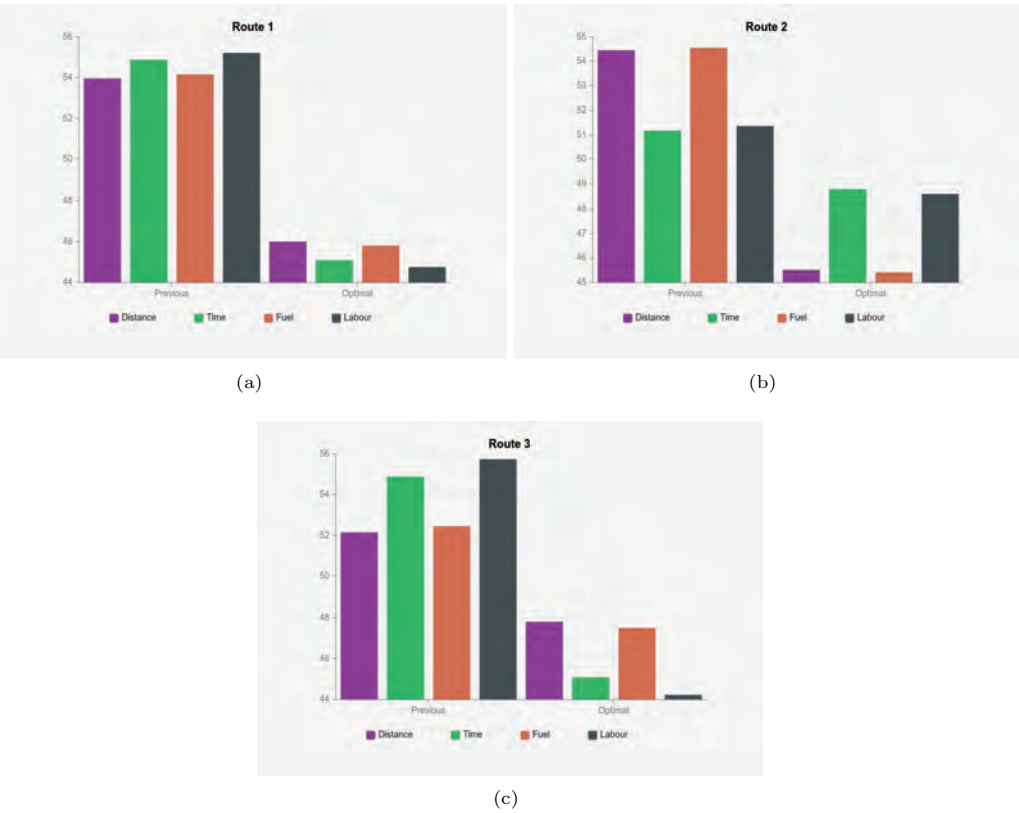 Route 1
56
54
52
50
48
46
44
Previous Optimal
Distance Time Fuel Labour
(a)
Route 2
55
54
53
52
51
50
49
48
47
46
45
Previous Optimal
Distance Time Fuel Labour
(b)
Route 3
56
54
52
50
48
46
44
Previous Optimal
Distance Time Fuel Labour
(c)